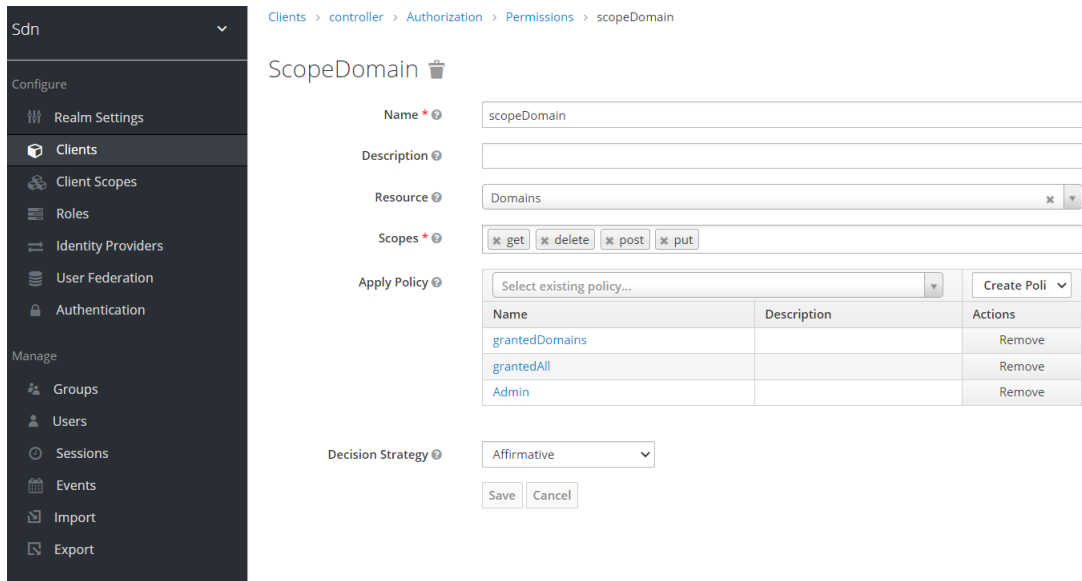 Sdn
Clients > controller > Authorization > Permissions > scopeDomain
ScopeDomain
Configure
Realm Settings
Clients
Client Scopes
Roles
Identity Providers
User Federation
Authentication
Manage
Groups
Users
Sessions
Events
Import
Export
Name *
scopeDomain
Description
Resource
Domains
Scopes *
get delete post put
Apply Policy
Select existing policy...
Create Poli
Name Description Actions
grantedDomains Remove
grantedAll Remove
Admin Remove
Decision Strategy
Affirmative
Save Cancel